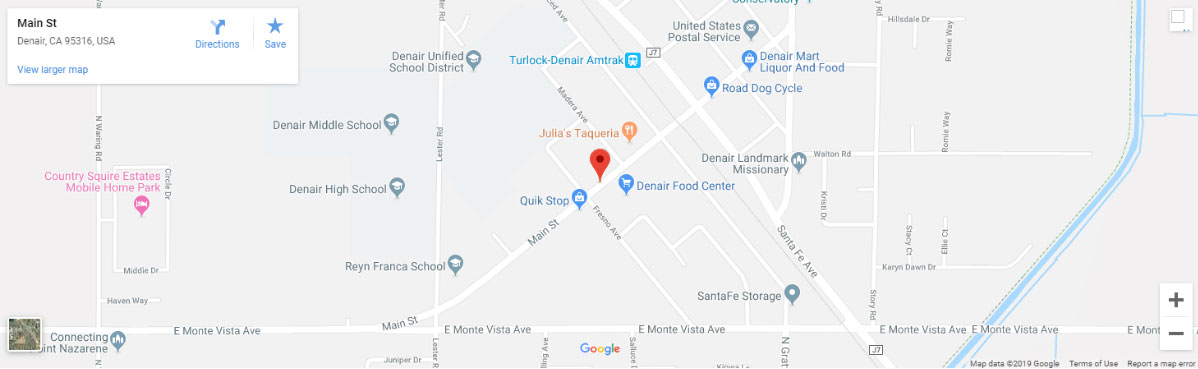 Main St
Denair, CA 95316, USA
Directions
Save
View larger map
Conservatory
Story Rd
Hillsdale Dr
Romie Way
United States
Postal Service
J7
Denair Unified
School District
Turlock-Denair Amtrak
Denair Mart
Liquor And Food
Road Dog Cycle
Madera Ave
N Waring Rd
Lester Rd
Denair Middle School
Julia's Taqueria
Romie Way
Denair Landmark
Missionary
Walton Rd
Country Squire Estates
Mobile Home Park
Circle Dr
Denair High School
Denair Food Center
Quik Stop
Kristi Dr
Fresno Ave
Main St
Stacy Ct
Ellie Ct
Santa Fe Ave
Middle Dr
Reyn Franca School
Karyn Dawn Dr
Haven Way
SantaFe Storage
Story Rd
Main St
E Monte Vista Ave
E Monte Vista Ave
E Monte Vista Ave
E Monte Vista Ave
Connecting
Point Nazarene
Google
J7
Juniper Dr
Map data ©2019 Google
Terms of Use
Report a map error